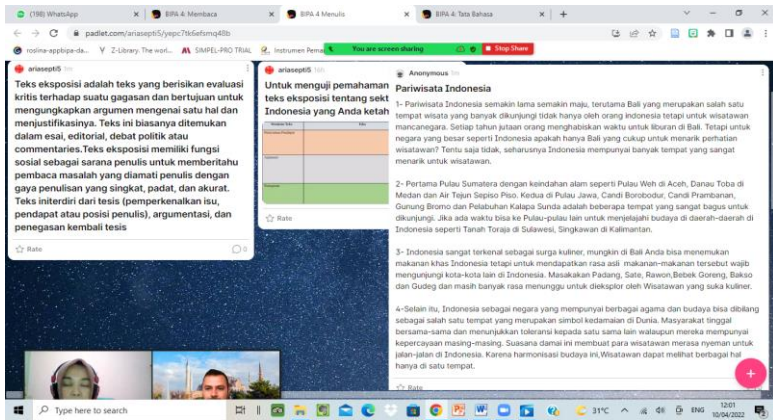 (198) WhatsApp
BIPA 4: Membaca
BIPA 4 Menulis
BIPA 4: Tata Bahasa
padlet.com/ariasepti5/yepc7tk6efsmq48b
roslina-appbipa-da...
Z-Library. The worl...
SIMPEL-PRO TRIAL
Instrumen Pema
You are screen sharing
Stop Share
ariasepti5
Teks eksposisi adalah teks yang berisikan evaluasi
kritis terhadap suatu gagasan dan bertujuan untuk
mengungkapkan argumen mengenai satu hal dan
menjustifikasinya. Teks ini biasanya ditemukan
dalam esai, editorial, debat politik atau
commentaries.Teks eksposisi memiliki fungsi
sosial sebagai sarana penulis untuk memberitahu
pembaca masalah yang diamati penulis dengan
gaya penulisan yang singkat, padat, dan akurat.
Teks initerdiri dari tesis (pemperkenalkan isu,
pendapat atau posisi penulis), argumentasi, dan
penegasan kembali tesis
Rate
0
ariasepti5 16h
Untuk menguji pemahaman
teks eksposisi tentang sekt
Indonesia yang Anda ketah
Rate
Anonymous 1m
Pariwisata Indonesia
1- Pariwisata Indonesia semakin lama semakin maju, terutama Bali yang merupakan salah satu
tempat wisata yang banyak dikunjungi tidak hanya oleh orang indonesia tetapi untuk wisatawan
mancanegara. Setiap tahun jutaan orang menghabiskan waktu untuk liburan di Bali. Tetapi untuk
negara yang besar seperti Indonesia apakah hanya Bali yang cukup untuk menarik perhatian
wisatawan? Tentu saja tidak, seharusnya Indonesia mempunyai banyak tempat yang sangat
menarik untuk wisatawan.
2- Pertama Pulau Sumatera dengan keindahan alam seperti Pulau Weh di Aceh, Danau Toba di
Medan dan Air Tejun Sepiso Piso. Kedua di Pulau Jawa, Candi Borobodur, Candi Prambanan,
Gunung Bromo dan Pelabuhan Kalapa Sunda adalah beberapa tempat yang sangat bagus untuk
dikunjungi. Jika ada waktu bisa ke Pulau-pulau lain untuk menjelajahi budaya di daerah-daerah di
Indonesia seperti Tanah Toraja di Sulawesi, Singkawan di Kalimantan.
3- Indonesia sangat terkenal sebagai surga kuliner, mungkin di Bali Anda bisa menemukan
makanan khas Indonesia tetapi untuk mendapatkan rasa asli makanan-makanan tersebut wajib
mengunjungi kota-kota lain di Indonesia. Masakakan Padang, Sate, Rawon,Bebek Goreng, Bakso
dan Gudeg dan masih banyak rasa menunggu untuk dieksplor oleh Wisatawan yang suka kuliner.
4-Selain itu, Indonesia sebagai negara yang mempunyai berbagai agama dan budaya bisa dibilang
sebagai salah satu tempat yang merupakan simbol kedamaian di Dunia. Masyarakat tinggal
bersama-sama dan menunjukkan toleransi kepada satu sama lain walaupun mereka mempunyai
kepercayaan masing-masing. Suasana damai ini membuat para wisatawan merasa nyeman untuk
jalan-jalan di Indonesia. Karena harmonisasi budaya ini,Wisatawan dapat melihat berbagai hal
hanya di satu tempat.
Rate
Type here to search
31°C
ENG
12:01
10/04/2022